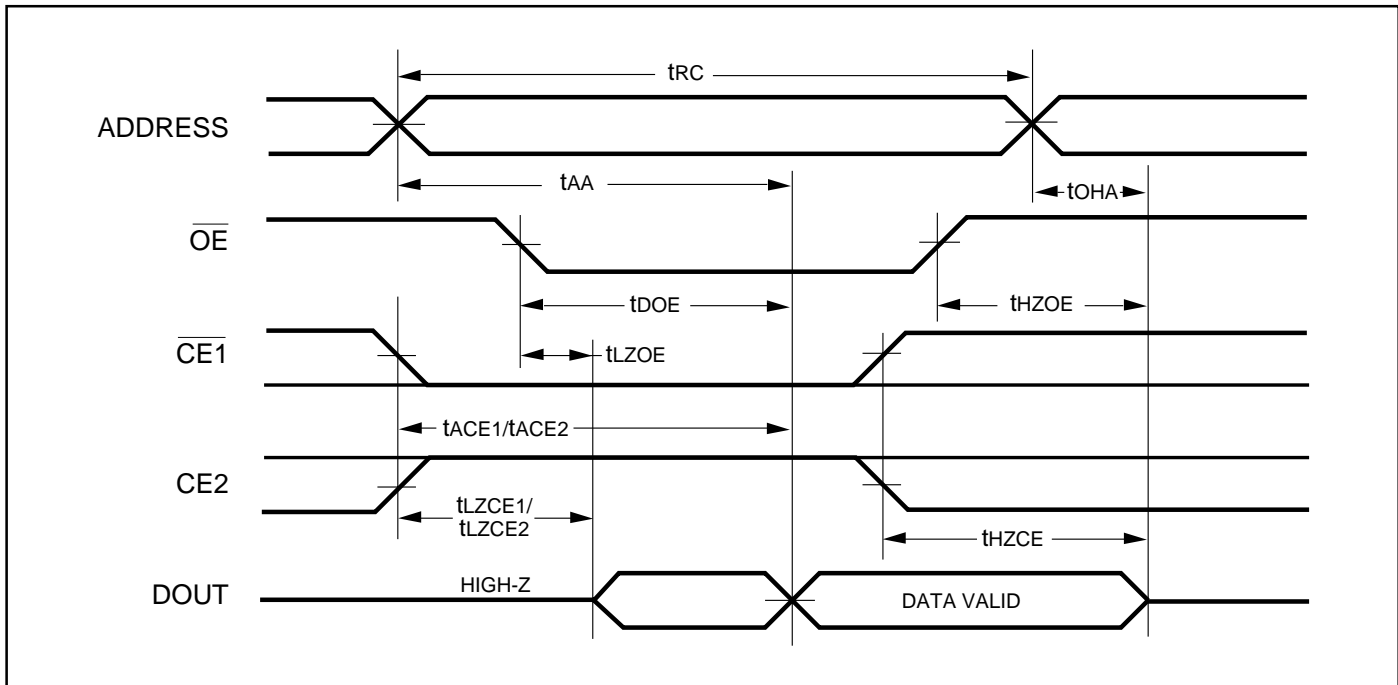 tRC
ADDRESS
tAA
tOHA
OE
tDOE
tHZOE
CE1
tLZOE
tACE1/tACE2
CE2
tLZCE1/
tLZCE2
tHZCE
DOUT
HIGH-Z
DATA VALID